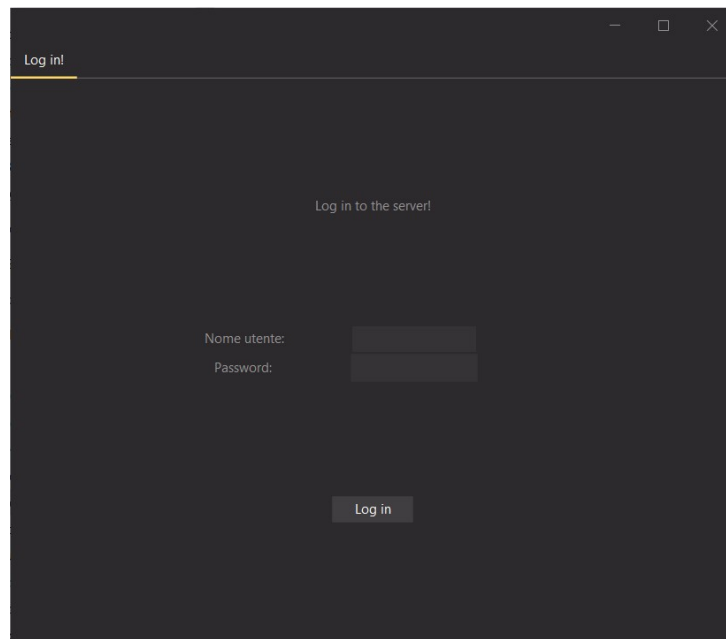 Log in!
Log in to the server!
Nome utente:
Password:
Log in